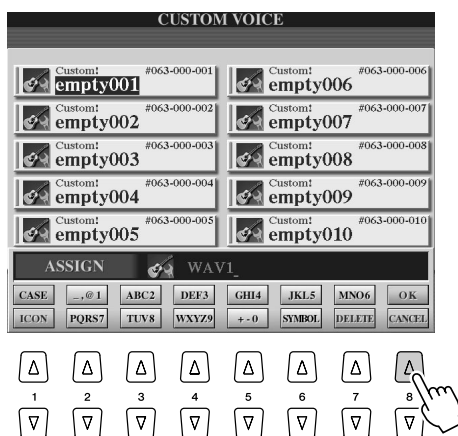 CUSTOM VOICE
Custom! #063-000-001
empty001
Custom! #063-000-002
empty002
Custom! #063-000-003
empty003
Custom! #063-000-004
empty004
Custom! #063-000-005
empty005
Custom! #063-000-006
empty006
Custom! #063-000-007
empty007
Custom! #063-000-008
empty008
Custom! #063-000-009
empty009
Custom! #063-000-010
empty010
ASSIGN WAV1_
CASE _,@1 ABC2 DEF3 GHI4 JKL5 MNO6 OK
ICON PQRS7 TUV8 WXYZ9 +-0 SYMBOL DELETE CANCEL
1 2 3 4 5 6 7 8